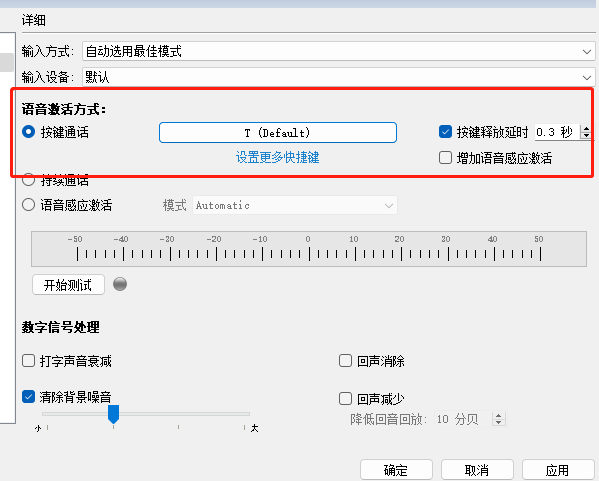 详细
输入方式: 自动选用最佳模式
输入设备: 默认
语音激活方式:
按键通话 T (Default) 按键释放延时 0.3 秒
设置更多快捷键 增加语音感应激活
持续通话
语音感应激活 模式 Automatic
-50 -40 -30 -20 -10 0 10 20 30 40 50
开始测试
数字信号处理
打字声音衰减 回声消除
清除背景噪音 回声减少
小 大 降低回音回放: 10 分贝
确定 取消 应用